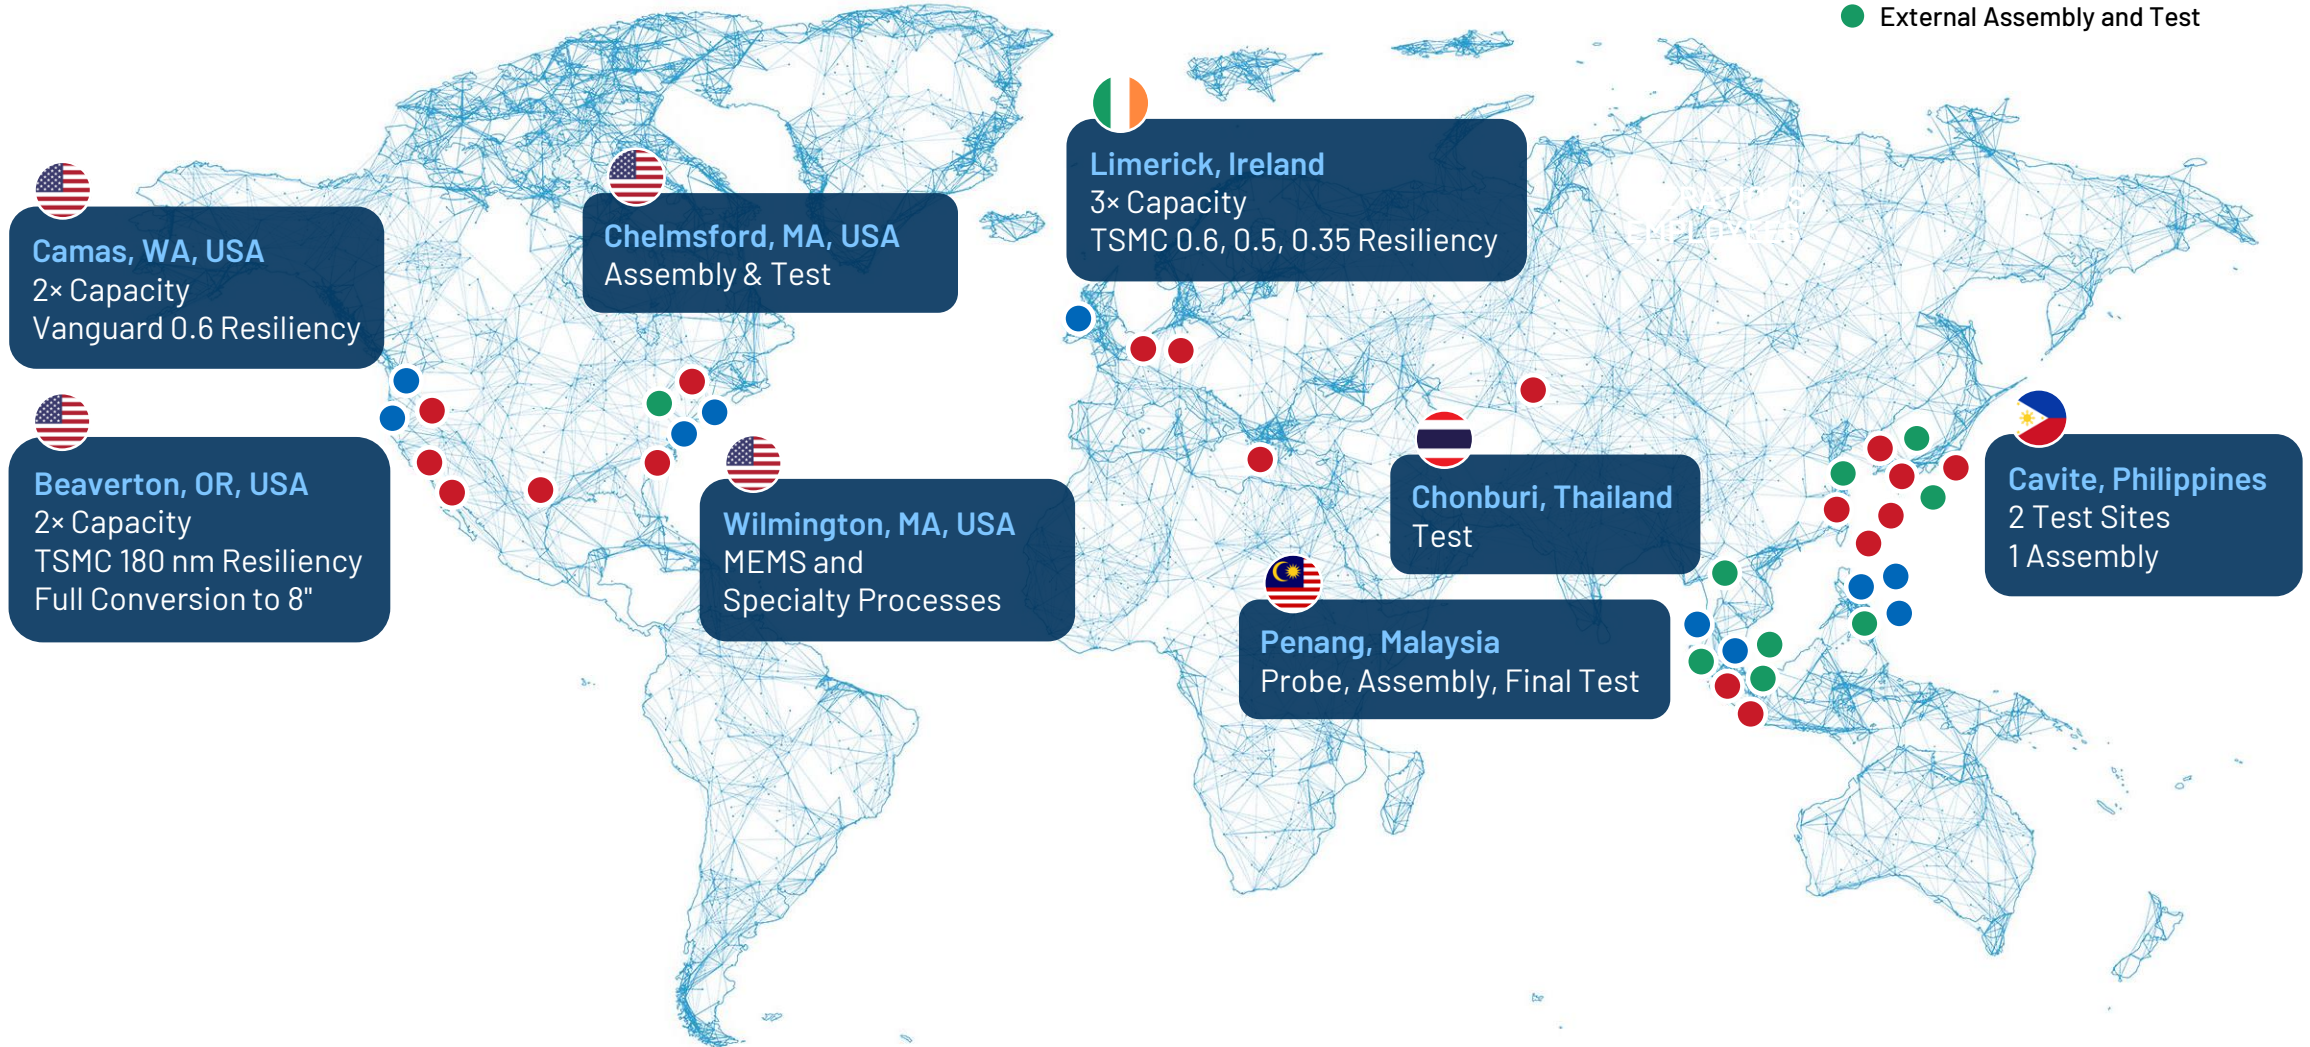 External Assembly and Test
Limerick, Ireland
3× Capacity
TSMC 0.6, 0.5, 0.35 Resiliency
Camas, WA, USA
2× Capacity
Vanguard 0.6 Resiliency
Chelmsford, MA, USA
Assembly & Test
Beaverton, OR, USA
2× Capacity
TSMC 180 nm Resiliency
Full Conversion to 8"
Wilmington, MA, USA
MEMS and
Specialty Processes
Chonburi, Thailand
Test
Cavite, Philippines
2 Test Sites
1 Assembly
Penang, Malaysia
Probe, Assembly, Final Test